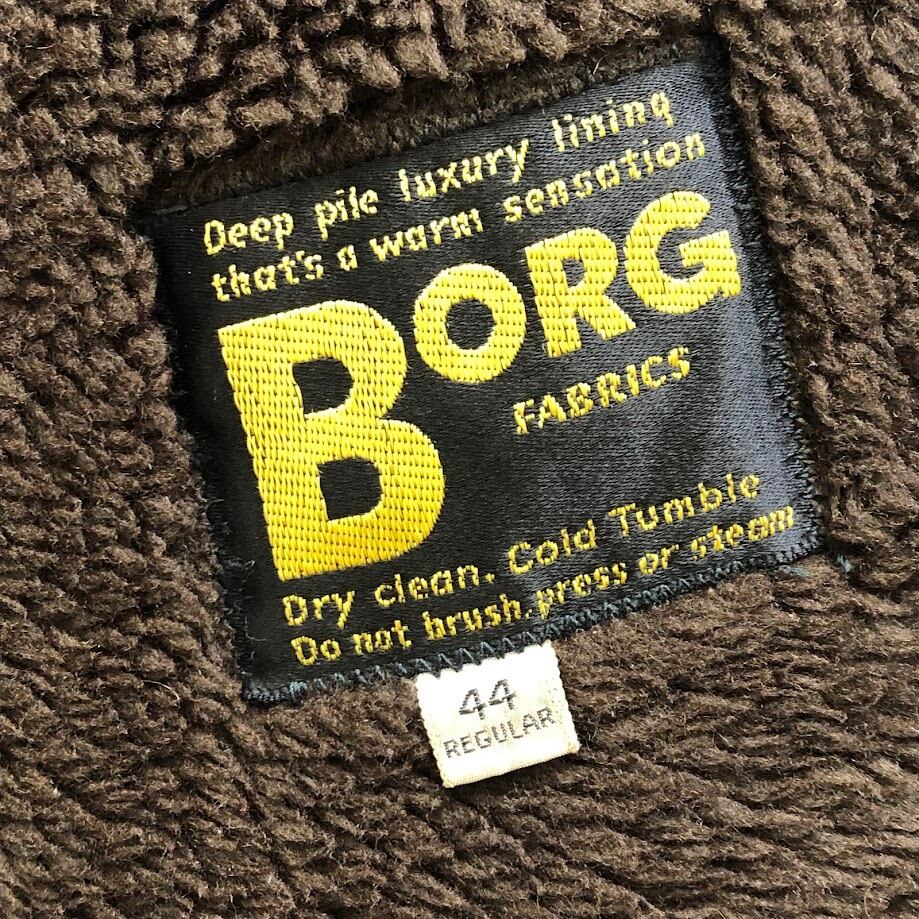 Deep pile luxury lining
that's a warm sensation
BORG
FABRICS
Dry clean. Cold Tumble
Do not brush. press or steam
44
REGULAR